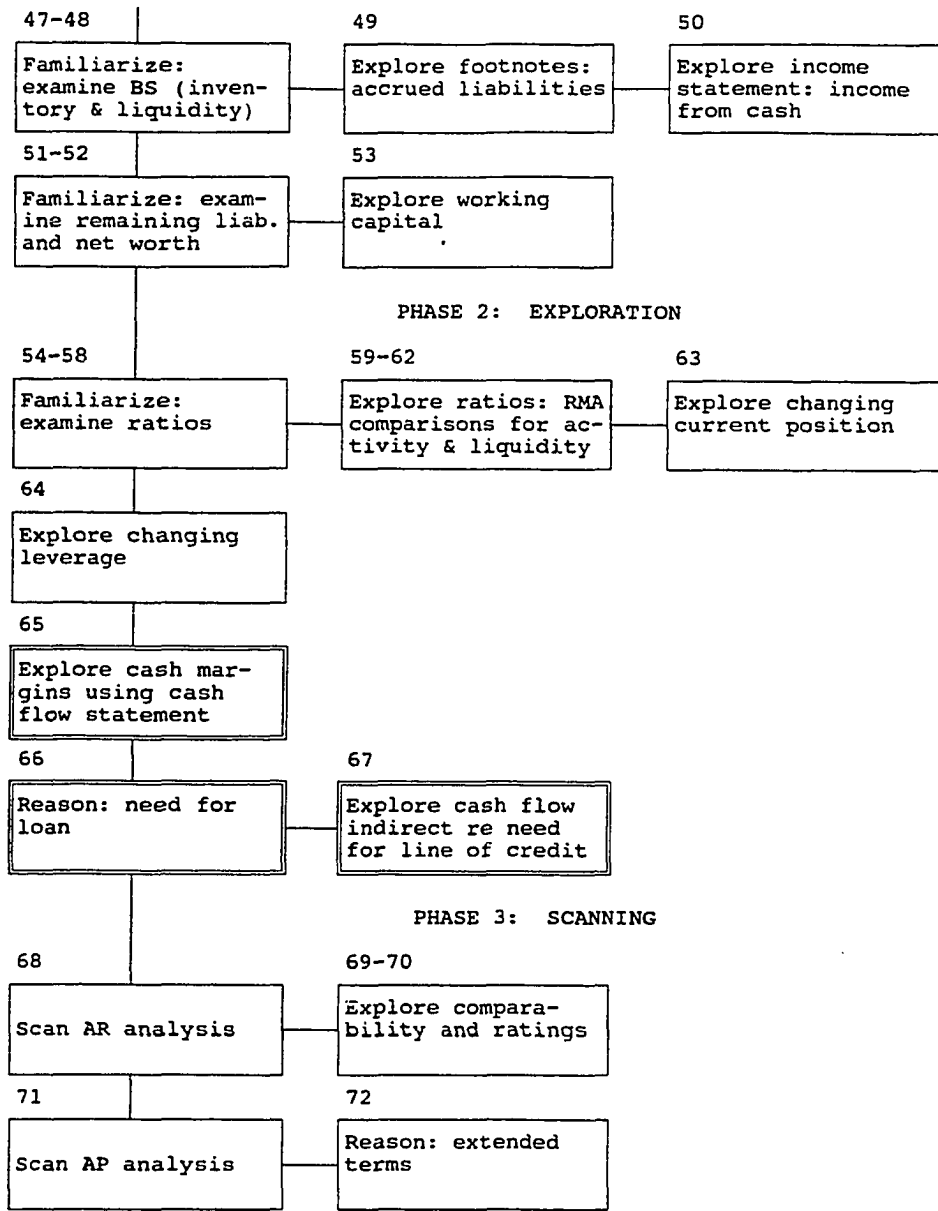 47-48
Familiarize:
examine BS (inven-
tory & liquidity)
49
Explore footnotes:
accrued liabilities
50
Explore income
statement: income
from cash
51-52
Familiarize: exam-
ine remaining liab.
and net worth
53
Explore working
capital
PHASE 2: EXPLORATION
54-58
Familiarize:
examine ratios
59-62
Explore ratios: RMA
comparisons for ac-
tivity & liquidity
63
Explore changing
current position
64
Explore changing
leverage
65
Explore cash mar-
gins using cash
flow statement
66
Reason: need for
loan
67
Explore cash flow
indirect re need
for line of credit
PHASE 3: SCANNING
68
Scan AR analysis
69-70
Explore compara-
bility and ratings
71
Scan AP analysis
72
Reason: extended
terms